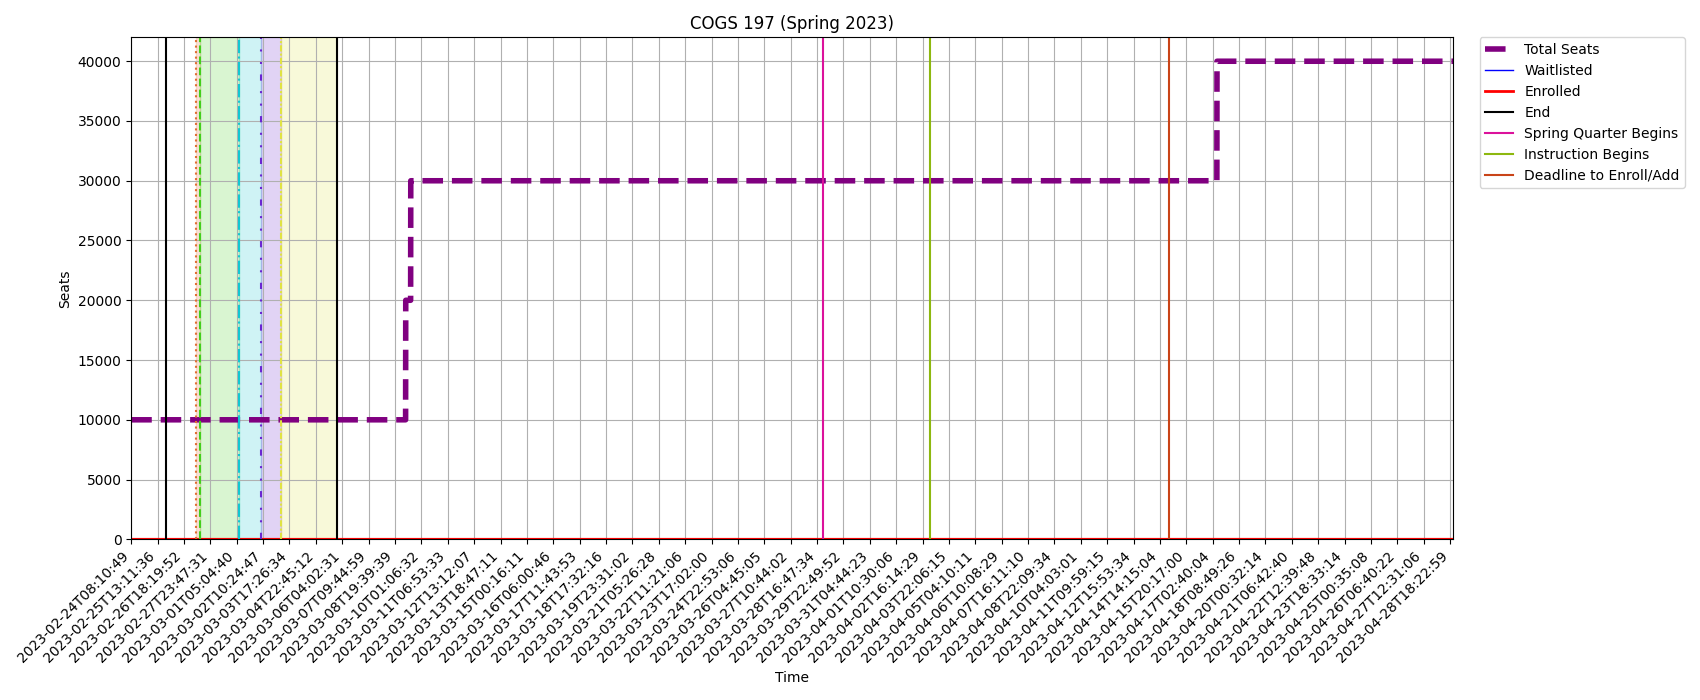 COGS 197 (Spring 2023)
Seats
40000
35000
30000
25000
20000
15000
10000
5000
0
2023-02-24T08:10:49
2023-02-25T13:11:36
2023-02-26T18:19:52
2023-02-27T23:47:31
2023-03-01T05:04:40
2023-03-02T10:24:47
2023-03-03T17:26:34
2023-03-04T22:45:12
2023-03-06T04:02:31
2023-03-07T09:44:59
2023-03-08T19:39:39
2023-03-10T01:06:32
2023-03-11T06:53:33
2023-03-12T13:12:07
2023-03-13T18:47:11
2023-03-15T00:16:11
2023-03-16T06:00:46
2023-03-17T11:43:53
2023-03-18T17:32:16
2023-03-19T23:31:02
2023-03-21T05:26:28
2023-03-22T11:21:06
2023-03-23T17:02:00
2023-03-24T22:53:06
2023-03-26T04:45:05
2023-03-27T10:44:02
2023-03-28T16:47:34
2023-03-29T22:49:52
2023-03-31T04:44:23
2023-04-01T10:30:06
2023-04-02T16:14:29
2023-04-03T22:06:15
2023-04-05T04:10:11
2023-04-06T10:08:29
2023-04-07T16:11:10
2023-04-08T22:09:34
2023-04-10T04:03:01
2023-04-11T09:59:15
2023-04-12T15:53:34
2023-04-14T14:15:04
2023-04-15T20:17:00
2023-04-17T02:40:04
2023-04-18T08:49:26
2023-04-20T00:32:14
2023-04-21T06:42:40
2023-04-22T12:39:48
2023-04-23T18:33:14
2023-04-25T00:35:08
2023-04-26T06:40:22
2023-04-27T12:31:06
2023-04-28T18:22:59
Time
Total Seats
Waitlisted
Enrolled
End
Spring Quarter Begins
Instruction Begins
Deadline to Enroll/Add